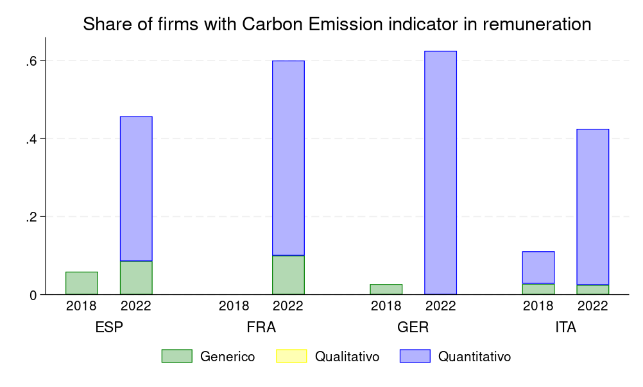 Share of firms with Carbon Emission indicator in remuneration
.6
.4
.2
0
2018 2022 2018 2022 2018 2022 2018 2022
ESP FRA GER ITA
Generico Qualitativo Quantitativo